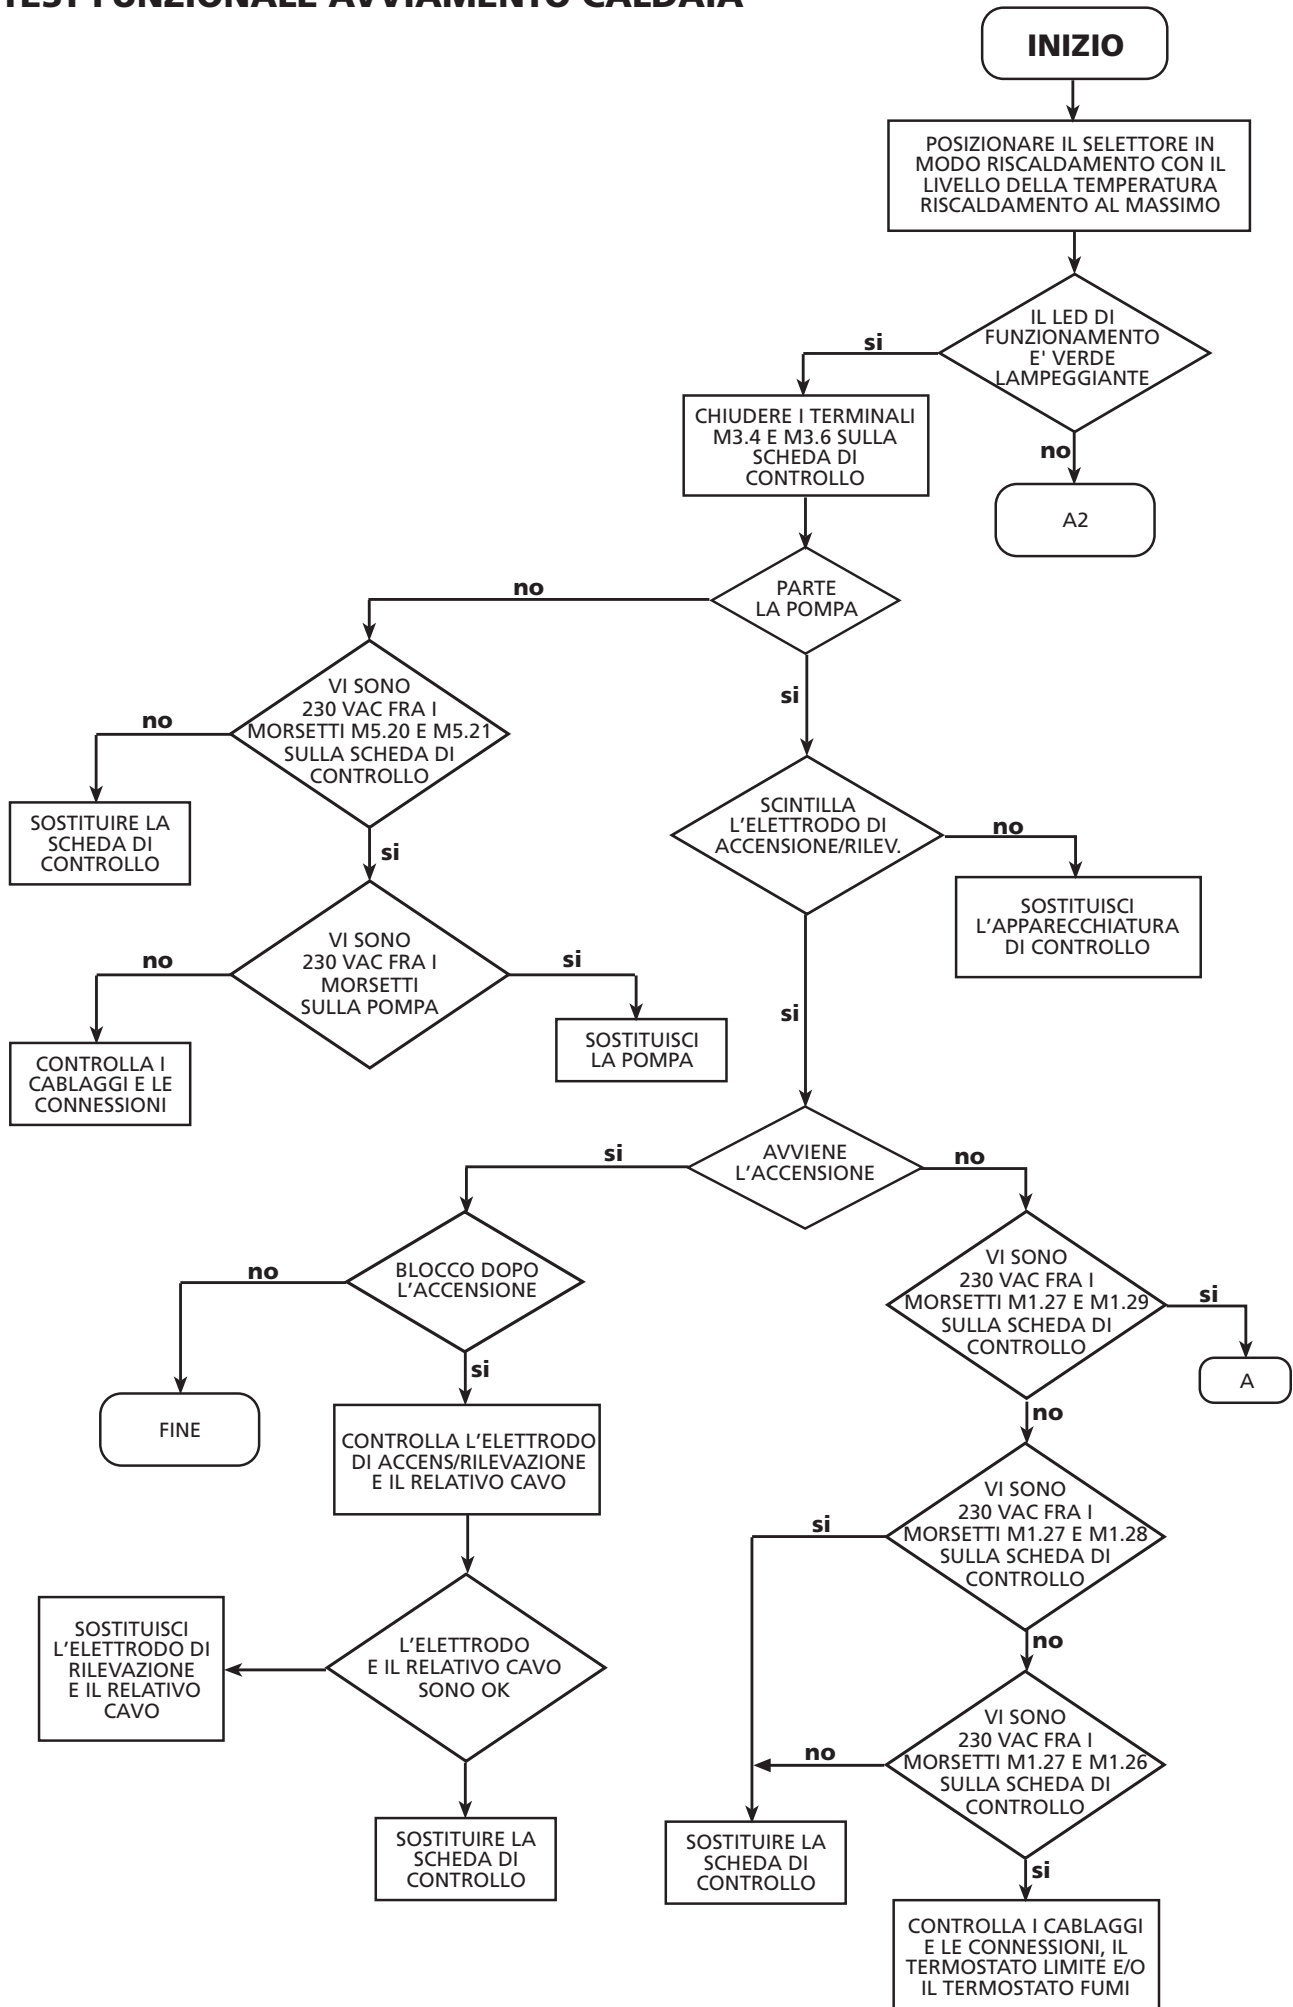 TEST FUNZIONALE AVVIAMENTO CALDAIA
INIZIO
POSIZIONARE IL SELETTORE IN
MODO RISCALDAMENTO CON IL
LIVELLO DELLA TEMPERATURA
RISCALDAMENTO AL MASSIMO
IL LED DI
FUNZIONAMENTO
E' VERDE
LAMPEGGIANTE
si
no
A2
CHIUDERE I TERMINALI
M3.4 E M3.6 SULLA
SCHEDA DI
CONTROLLO
PARTE
LA POMPA
no
si
VI SONO
230 VAC FRA I
MORSETTI M5.20 E M5.21
SULLA SCHEDA DI
CONTROLLO
no
SOSTITUIRE LA
SCHEDA DI
CONTROLLO
si
VI SONO
230 VAC FRA I
MORSETTI
SULLA POMPA
no
si
CONTROLLA I
CABLAGGI E LE
CONNESSIONI
SOSTITUISCI
LA POMPA
SCINTILLA
L'ELETTRODO DI
ACCENSIONE/RILEV.
no
SOSTITUISCI
L'APPARECCHIATURA
DI CONTROLLO
si
AVVIENE
L'ACCENSIONE
si
no
BLOCCO DOPO
L'ACCENSIONE
no
FINE
si
CONTROLLA L'ELETTRODO
DI ACCENS/RILEVAZIONE
E IL RELATIVO CAVO
L'ELETTRODO
E IL RELATIVO CAVO
SONO OK
SOSTITUISCI
L'ELETTRODO DI
RILEVAZIONE
E IL RELATIVO
CAVO
SOSTITUIRE LA
SCHEDA DI
CONTROLLO
VI SONO
230 VAC FRA I
MORSETTI M1.27 E M1.29
SULLA SCHEDA DI
CONTROLLO
si
A
no
VI SONO
230 VAC FRA I
MORSETTI M1.27 E M1.28
SULLA SCHEDA DI
CONTROLLO
si
no
VI SONO
230 VAC FRA I
MORSETTI M1.27 E M1.26
SULLA SCHEDA DI
CONTROLLO
no
SOSTITUIRE LA
SCHEDA DI
CONTROLLO
si
CONTROLLA I CABLAGGI
E LE CONNESSIONI, IL
TERMOSTATO LIMITE E/O
IL TERMOSTATO FUMI